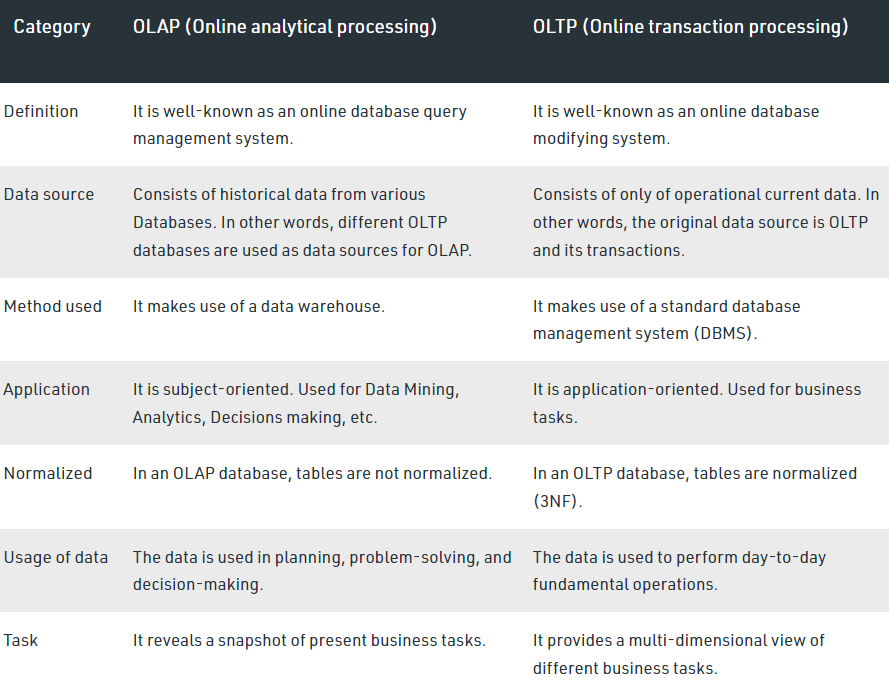 Category OLAP (Online analytical processing) OLTP (Online transaction processing)
Definition It is well-known as an online database query It is well-known as an online database
management system. modifying system.
Data source Consists of historical data from various Consists of only of operational current data. In
Databases. In other words, different OLTP other words, the original data source is OLTP
databases are used as data sources for OLAP. and its transactions.
Method used It makes use of a data warehouse. It makes use of a standard database
management system (DBMS).
Application It is subject-oriented. Used for Data Mining, It is application-oriented. Used for business
Analytics, Decisions making, etc. tasks.
Normalized In an OLAP database, tables are not normalized. In an OLTP database, tables are normalized
(3NF).
Usage of data The data is used in planning, problem-solving, and The data is used to perform day-to-day
decision-making. fundamental operations.
Task It reveals a snapshot of present business tasks. It provides a multi-dimensional view of
different business tasks.